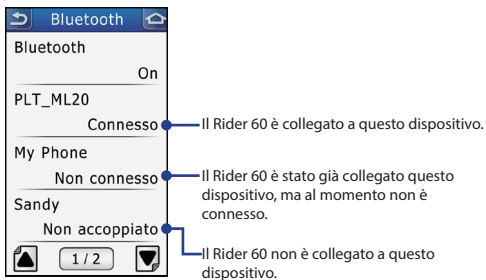 Bluetooth
Bluetooth
On
PLT_ML20
Connesso
My Phone
Non connesso
Sandy
Non accoppiato
1/2
Il Rider 60 è collegato a questo dispositivo.
Il Rider 60 è stato già collegato questo
dispositivo, ma al momento non è
connesso.
Il Rider 60 non è collegato a questo
dispositivo.